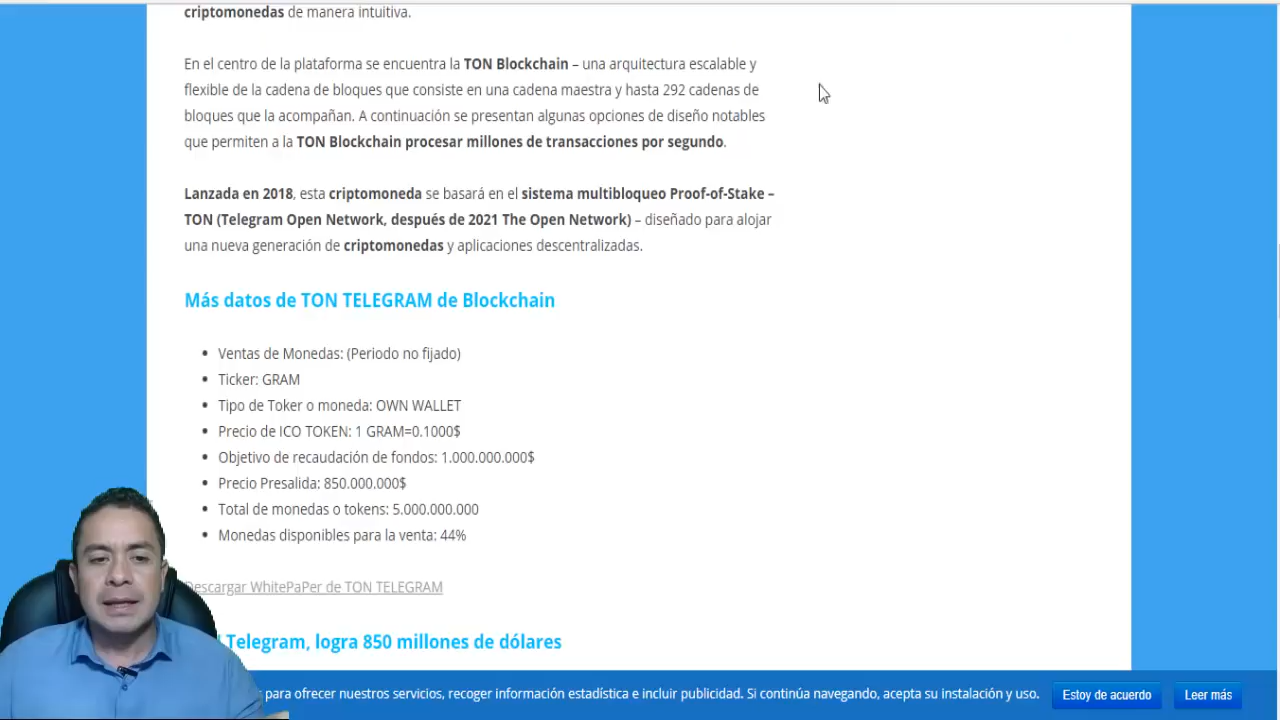 criptomonedas de manera intuitiva.
En el centro de la plataforma se encuentra la TON Blockchain – una arquitectura escalable y
flexible de la cadena de bloques que consiste en una cadena maestra y hasta 292 cadenas de
bloques que la acompañan. A continuación se presentan algunas opciones de diseño notables
que permiten a la TON Blockchain procesar millones de transacciones por segundo.
Lanzada en 2018, esta criptomoneda se basará en el sistema multibloqueo Proof-of-Stake –
TON (Telegram Open Network, después de 2021 The Open Network) – diseñado para alojar
una nueva generación de criptomonedas y aplicaciones descentralizadas.
Más datos de TON TELEGRAM de Blockchain
• Ventas de Monedas: (Periodo no fijado)
• Ticker: GRAM
• Tipo de Toker o moneda: OWN WALLET
• Precio de ICO TOKEN: 1 GRAM=0.1000$
• Objetivo de recaudación de fondos: 1.000.000.000$
• Precio Presalida: 850.000.000$
• Total de monedas o tokens: 5.000.000.000
• Monedas disponibles para la venta: 44%
Descargar WhitePaPer de TON TELEGRAM
Telegram, logra 850 millones de dólares
para ofrecer nuestros servicios, recoger información estadística e incluir publicidad. Si continúa navegando, acepta su instalación y uso.
Estoy de acuerdo
Leer más